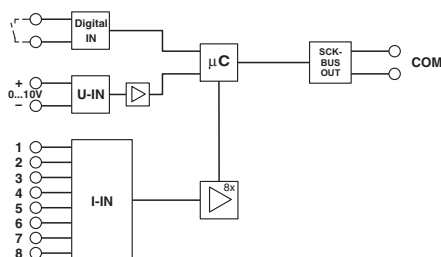 Digital
IN
+
0...10V
−
U-IN
µC
SCK-
BUS
OUT
COM
1
2
3
4
5
6
7
8
I-IN
8x